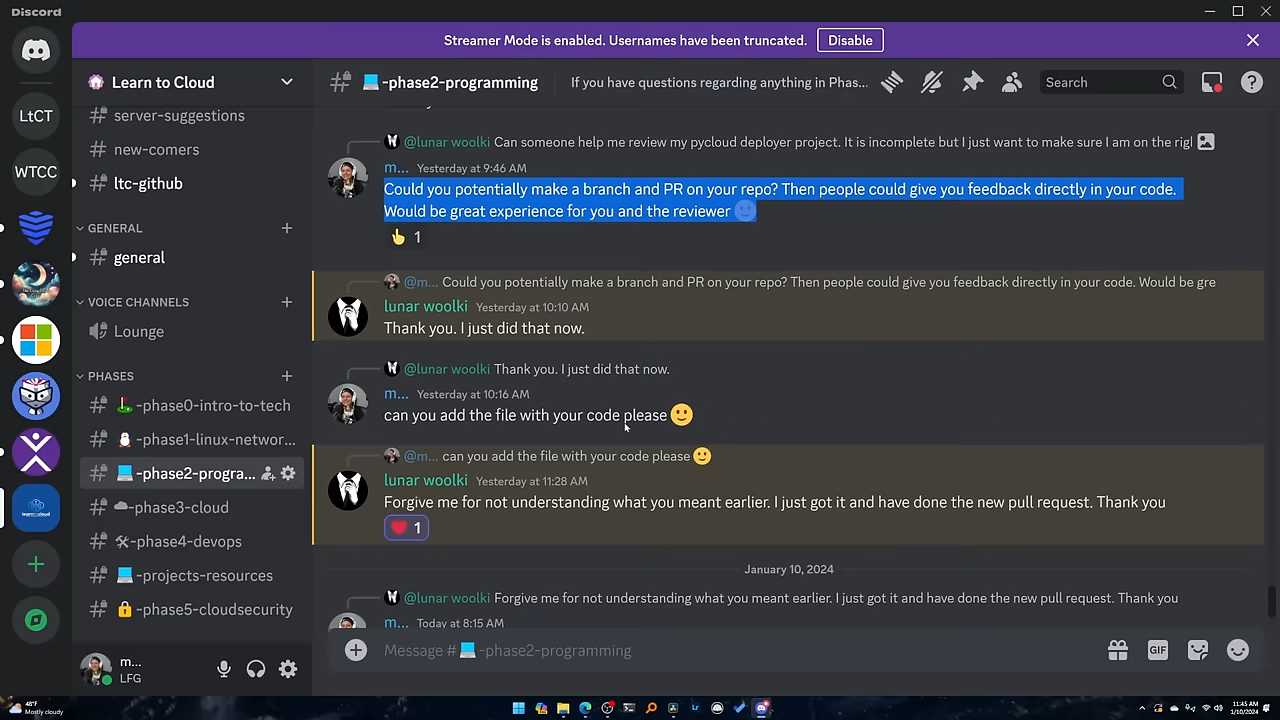 Discord
Streamer Mode is enabled. Usernames have been truncated.
Disable
LtCT
WTCC
Learn to Cloud
server-suggestions
new-comers
ltc-github
GENERAL
general
VOICE CHANNELS
Lounge
PHASES
-phase0-intro-to-tech
-phase1-linux-networ...
-phase2-progra...
-phase3-cloud
-phase4-devops
-projects-resources
-phase5-cloudsecurity
m...
LFG
-phase2-programming
If you have questions regarding anything in Phas...
Search
@lunar woolki Can someone help me review my pycloud deployer project. It is incomplete but I just want to make sure I am on the rig
m... Yesterday at 9:46 AM
Could you potentially make a branch and PR on your repo? Then people could give you feedback directly in your code.
Would be great experience for you and the reviewer 🙂
👆 1
@m... Could you potentially make a branch and PR on your repo? Then people could give you feedback directly in your code. Would be gre
lunar woolki Yesterday at 10:10 AM
Thank you. I just did that now.
@lunar woolki Thank you. I just did that now.
m... Yesterday at 10:16 AM
can you add the file with your code please 🙂
@m... can you add the file with your code please 🙂
lunar woolki Yesterday at 11:28 AM
Forgive me for not understanding what you meant earlier. I just got it and have done the new pull request. Thank you
❤️ 1
January 10, 2024
@lunar woolki Forgive me for not understanding what you meant earlier. I just got it and have done the new pull request. Thank you
m... Today at 8:15 AM
Message # 💻 -phase2-programming
GIF
48°F
Mostly cloudy
11:45 AM
1/10/2024